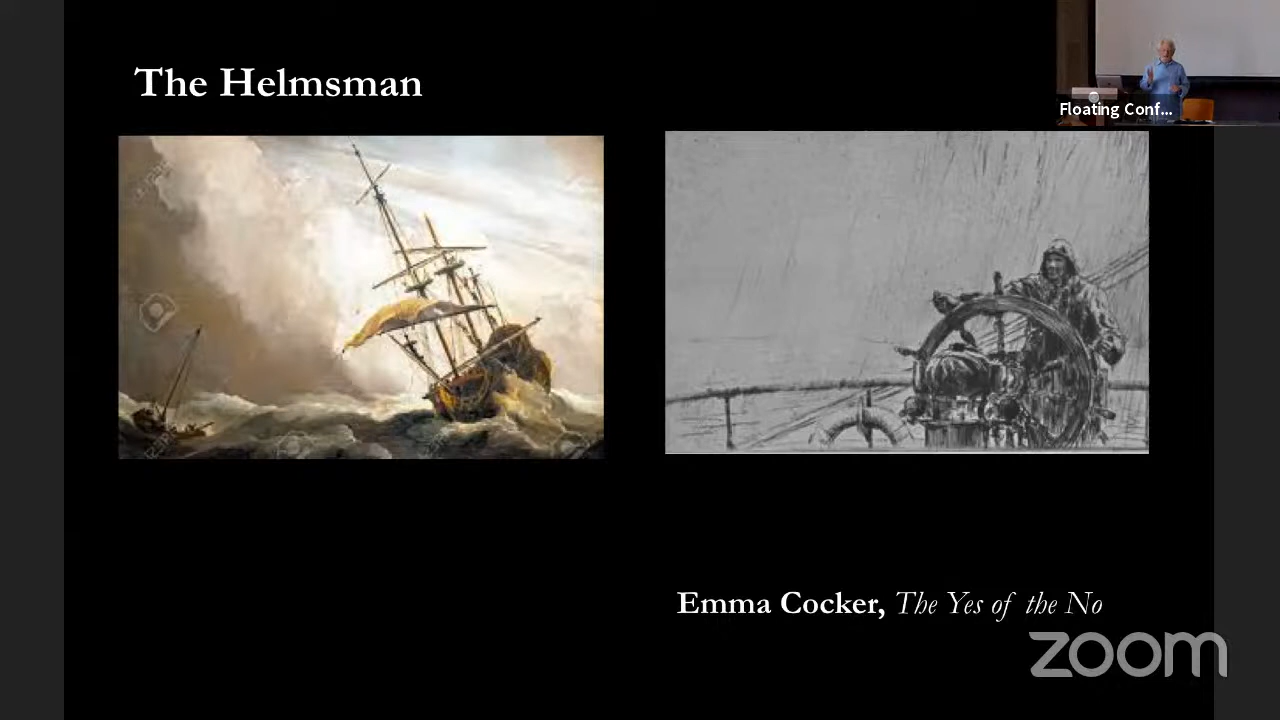 The Helmsman
Floating Conf...
Emma Cocker, The Yes of the No
zoom